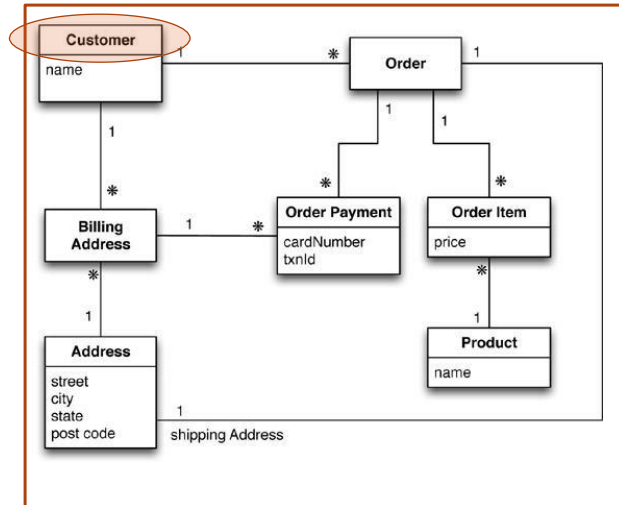 Customer
name
1
*
Order
1
1
*
1
1
*
*
Billing
Address
1
*
Order Payment
cardNumber
txnId
Order Item
price
*
1
*
1
Product
name
Address
street
city
state
post code
1
shipping Address